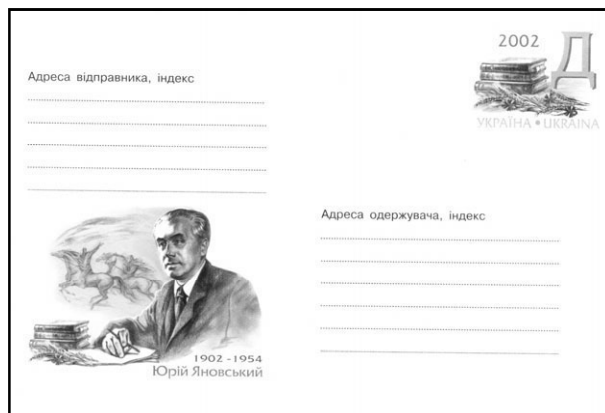 2002 Д
УКРАЇНА • UKRAINA
Адреса відправника, індекс
Адреса одержувача, індекс
1902 - 1954
Юрій Яновський